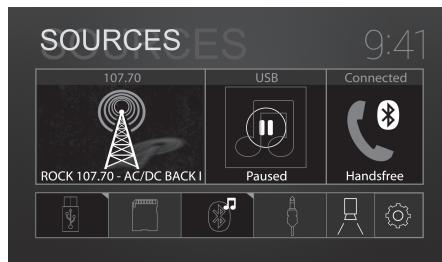 SOURCES
9:41
107.70
USB
Connected
ROCK 107.70 - AC/DC BACK I
Paused
Handsfree